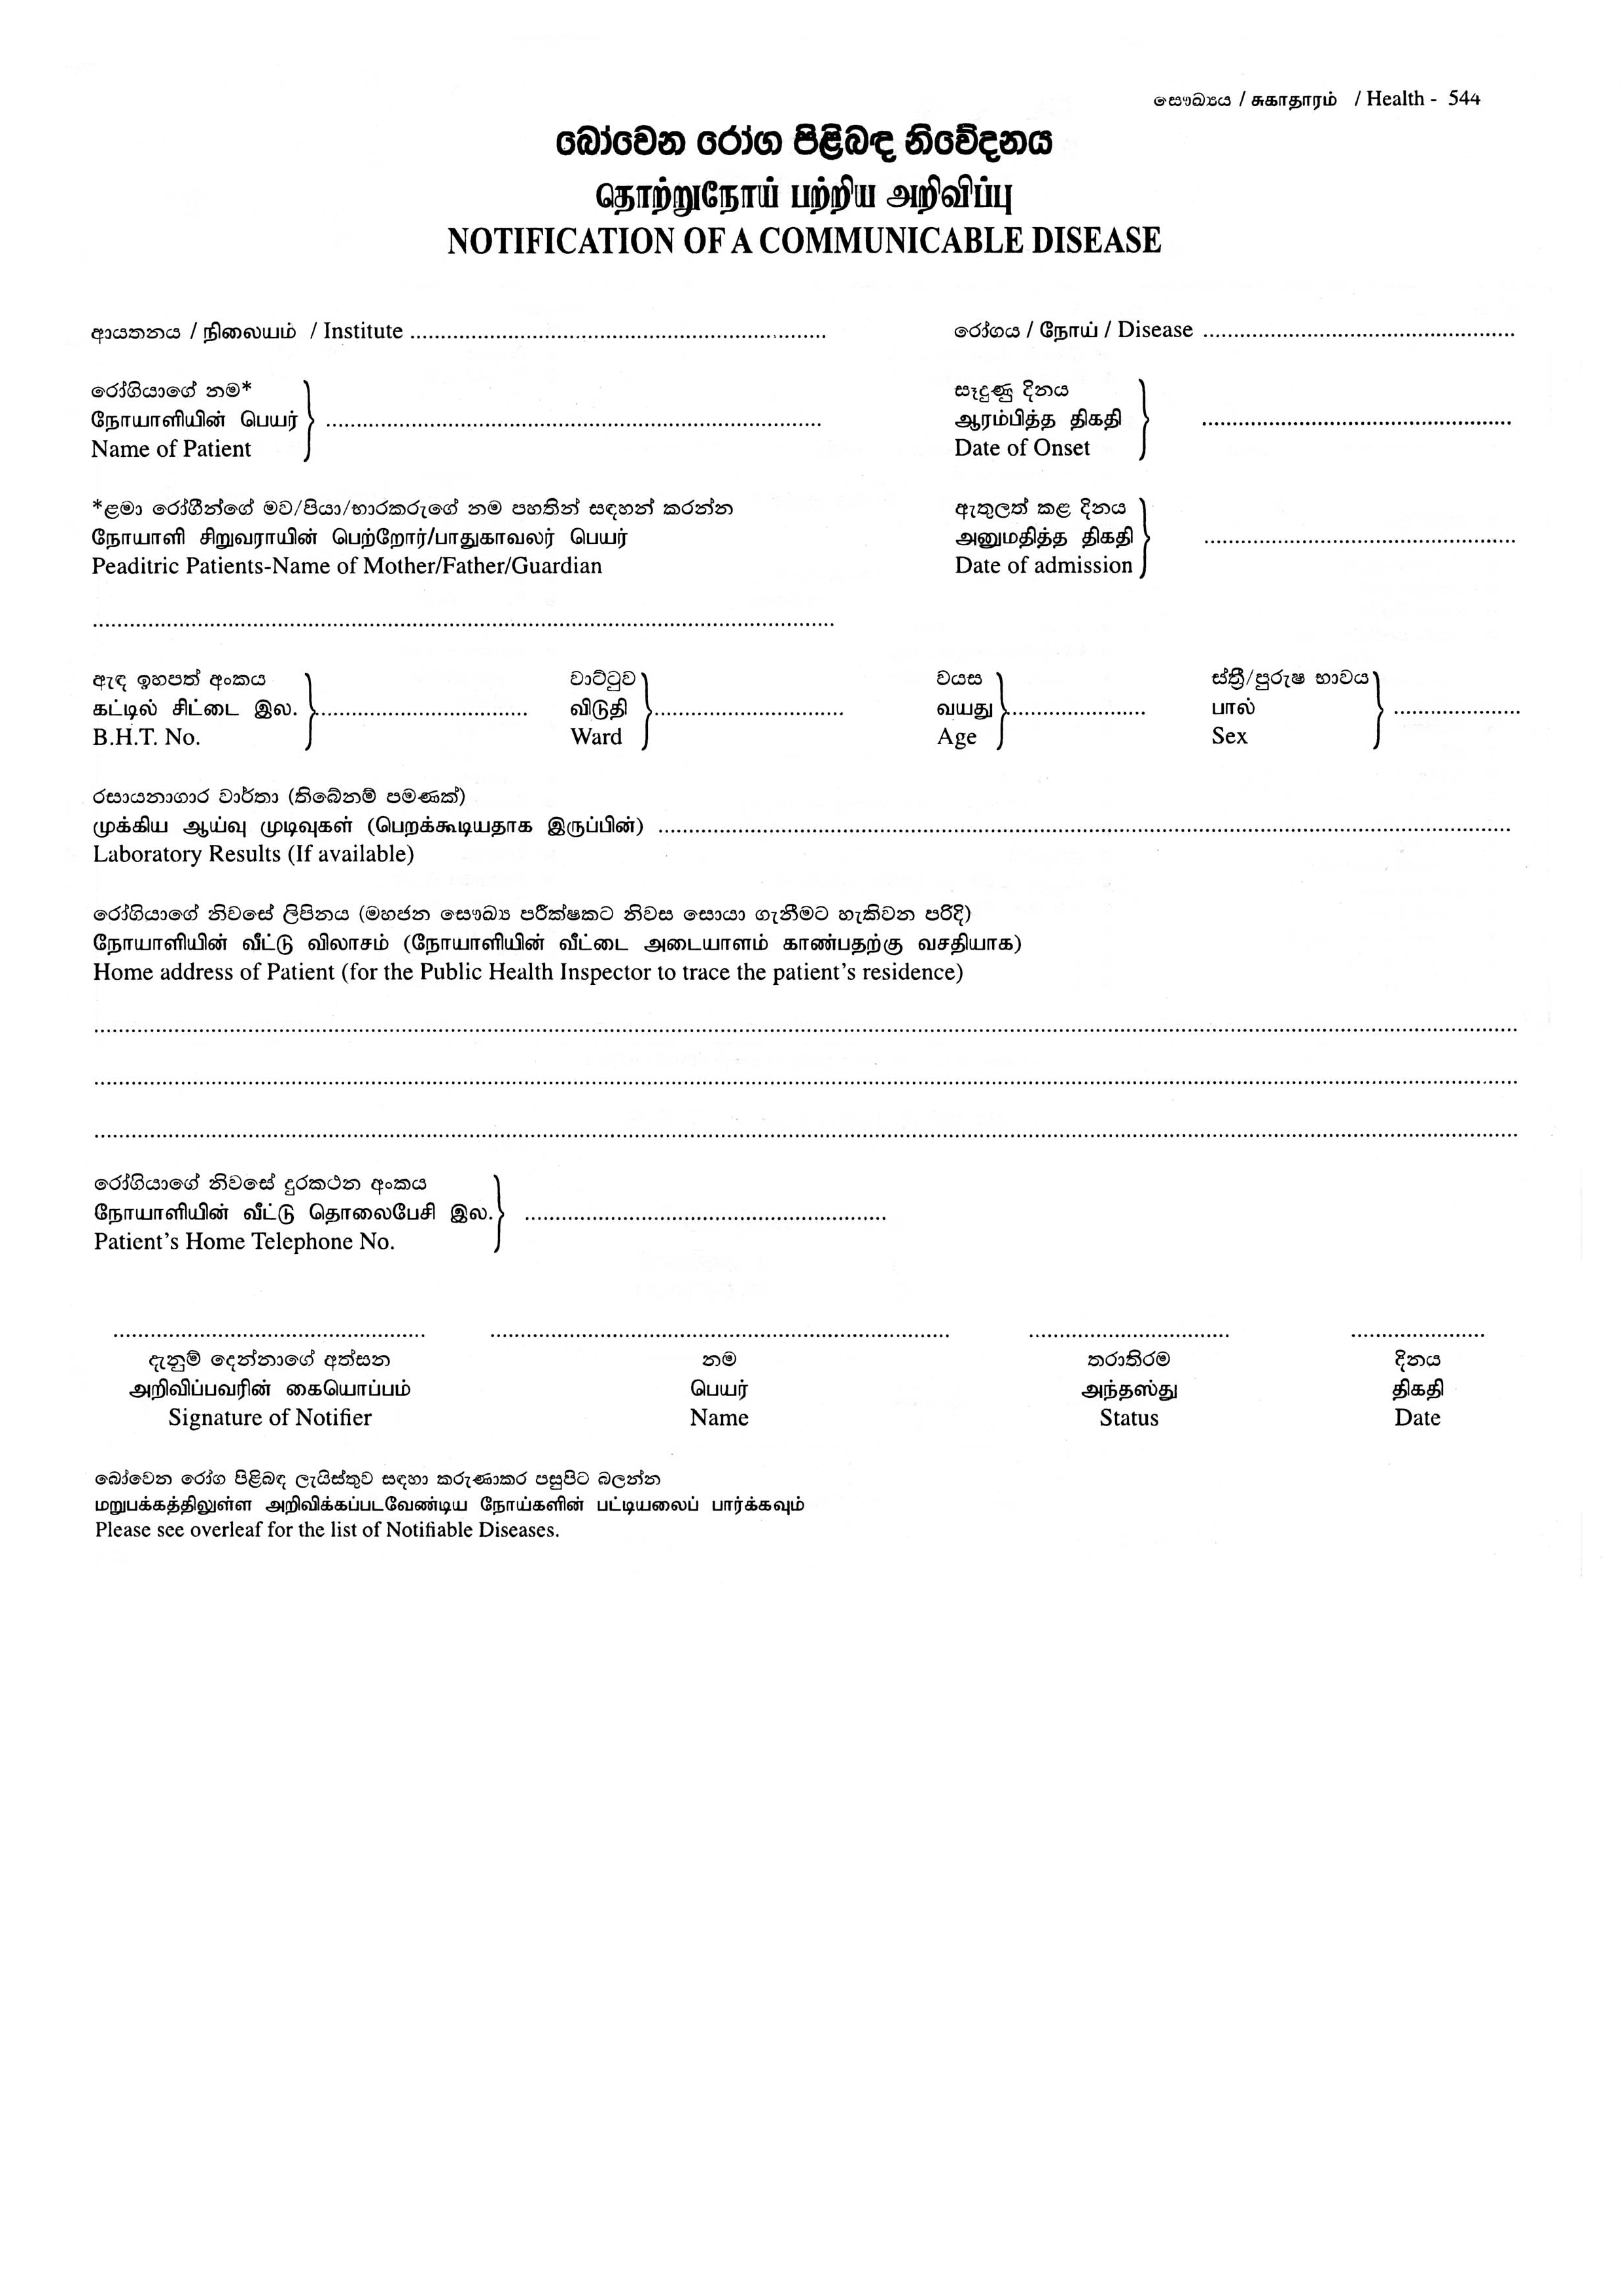 සෞඛ්‍යය / சுகாதாரம் / Health - 544
බෝවෙන රෝග පිළිබඳ නිවේදනය
தொற்றுநோய் பற்றிய அறிவிப்பு
NOTIFICATION OF A COMMUNICABLE DISEASE
ආයතනය / நிலையம் / Institute ..........
රෝගය / நோய் / Disease ..........
රෝගියාගේ නම*
நோயாளியின் பெயர் ..........
Name of Patient
සෑදුණු දිනය
ஆரம்பித்த திகதி ..........
Date of Onset
*ළමා රෝගීන්ගේ මව/පියා/භාරකරුගේ නම පහතින් සඳහන් කරන්න
நோயாளி சிறுவராயின் பெற்றோர்/பாதுகாவலர் பெயர்
Peaditric Patients-Name of Mother/Father/Guardian
..........
ඇතුලත් කළ දිනය
அனுமதித்த திகதி ..........
Date of admission
ඇඳ ඉහපත් අංකය
கட்டில் சிட்டை இல. ..........
B.H.T. No.
වාට්ටුව
விடுதி ..........
Ward
වයස
வயது ..........
Age
ස්ත්‍රී/පුරුෂ භාවය
பால் ..........
Sex
රසායනාගාර වාර්තා (තිබේනම් පමණක්)
முக்கிய ஆய்வு முடிவுகள் (பெறக்கூடியதாக இருப்பின்) ..........
Laboratory Results (If available)
රෝගියාගේ නිවසේ ලිපිනය (මහජන සෞඛ්‍ය පරීක්ෂකට නිවස සොයා ගැනීමට හැකිවන පරිදි)
நோயாளியின் வீட்டு விலாசம் (நோயாளியின் வீட்டை அடையாளம் காண்பதற்கு வசதியாக)
Home address of Patient (for the Public Health Inspector to trace the patient's residence)
..........
..........
..........
රෝගියාගේ නිවසේ දුරකථන අංකය
நோயாளியின் வீட்டு தொலைபேசி இல. ..........
Patient's Home Telephone No.
.......... .......... .......... ..........
දැනුම් දෙන්නාගේ අත්සන නම තරාතිරම දිනය
அறிவிப்பவரின் கையொப்பம் பெயர் அந்தஸ்து திகதி
Signature of Notifier Name Status Date
බෝවෙන රෝග පිළිබඳ ලැයිස්තුව සඳහා කරුණාකර පසුපිට බලන්න
மறுபக்கத்திலுள்ள அறிவிக்கப்படவேண்டிய நோய்களின் பட்டியலைப் பார்க்கவும்
Please see overleaf for the list of Notifiable Diseases.